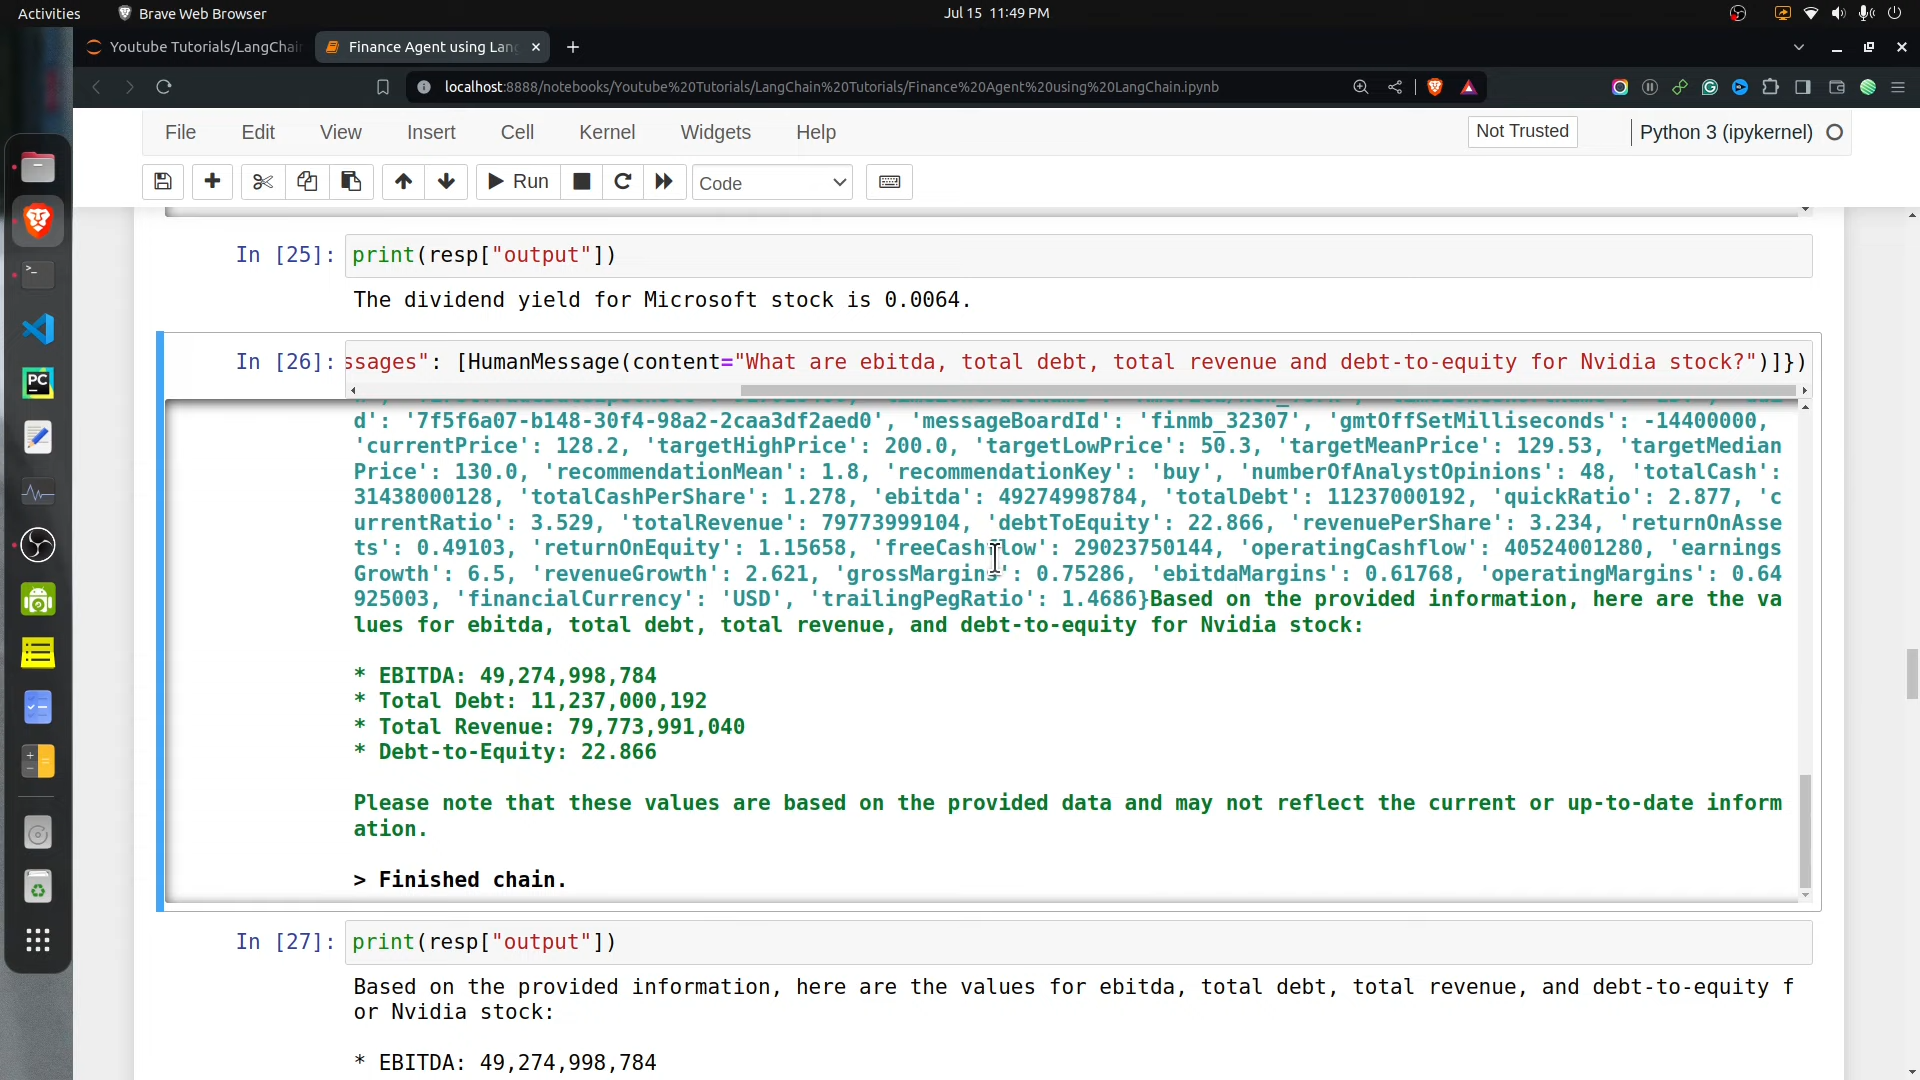 Activities
Brave Web Browser
Jul 15 11:49 PM
Youtube Tutorials/LangChai
Finance Agent using Lan
localhost:8888/notebooks/Youtube%20Tutorials/LangChain%20Tutorials/Finance%20Agent%20using%20LangChain.ipynb
File Edit View Insert Cell Kernel Widgets Help
Not Trusted
Python 3 (ipykernel)
Run
Code
In [25]: print(resp["output"])
The dividend yield for Microsoft stock is 0.0064.
In [26]: ssages": [HumanMessage(content="What are ebitda, total debt, total revenue and debt-to-equity for Nvidia stock?")]})
d': '7f5f6a07-b148-30f4-98a2-2caa3df2aed0', 'messageBoardId': 'finmb_32307', 'gmtOffSetMilliseconds': -14400000,
'currentPrice': 128.2, 'targetHighPrice': 200.0, 'targetLowPrice': 50.3, 'targetMeanPrice': 129.53, 'targetMedian
Price': 130.0, 'recommendationMean': 1.8, 'recommendationKey': 'buy', 'numberOfAnalystOpinions': 48, 'totalCash':
31438000128, 'totalCashPerShare': 1.278, 'ebitda': 49274998784, 'totalDebt': 11237000192, 'quickRatio': 2.877, 'c
urrentRatio': 3.529, 'totalRevenue': 79773999104, 'debtToEquity': 22.866, 'revenuePerShare': 3.234, 'returnOnAsse
ts': 0.49103, 'returnOnEquity': 1.15658, 'freeCashflow': 29023750144, 'operatingCashflow': 40524001280, 'earnings
Growth': 6.5, 'revenueGrowth': 2.621, 'grossMargins': 0.75286, 'ebitdaMargins': 0.61768, 'operatingMargins': 0.64
925003, 'financialCurrency': 'USD', 'trailingPegRatio': 1.4686}Based on the provided information, here are the va
lues for ebitda, total debt, total revenue, and debt-to-equity for Nvidia stock:
* EBITDA: 49,274,998,784
* Total Debt: 11,237,000,192
* Total Revenue: 79,773,991,040
* Debt-to-Equity: 22.866
Please note that these values are based on the provided data and may not reflect the current or up-to-date inform
ation.
> Finished chain.
In [27]: print(resp["output"])
Based on the provided information, here are the values for ebitda, total debt, total revenue, and debt-to-equity f
or Nvidia stock:
* EBITDA: 49,274,998,784